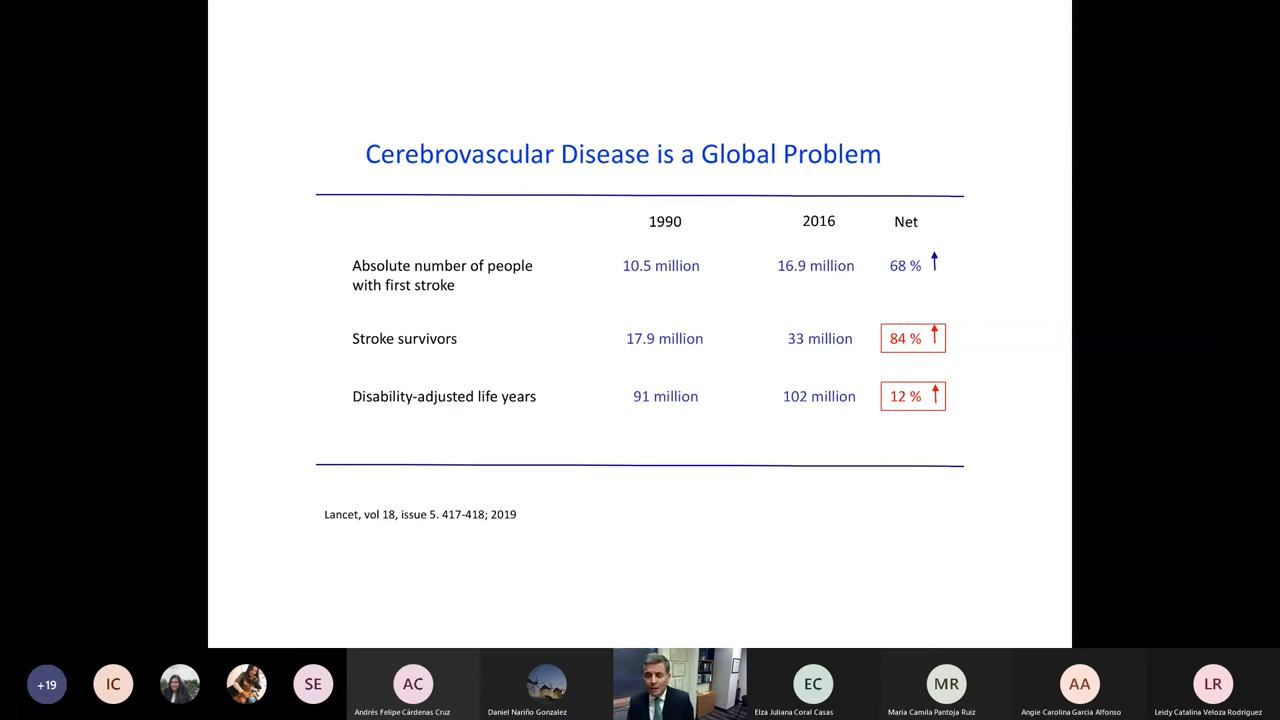 Cerebrovascular Disease is a Global Problem
1990 2016 Net
Absolute number of people with first stroke 10.5 million 16.9 million 68 %
Stroke survivors 17.9 million 33 million 84 %
Disability-adjusted life years 91 million 102 million 12 %
Lancet, vol 18, issue 5. 417-418; 2019
+19 IC SE AC EC MR AA LR
Andrés Felipe Cárdenas Cruz Daniel Nariño Gonzalez Elza Juliana Coral Casas Maria Camila Pantoja Ruiz Angie Carolina Garcia Alfonso Leidy Catalina Veloza Rodriguez